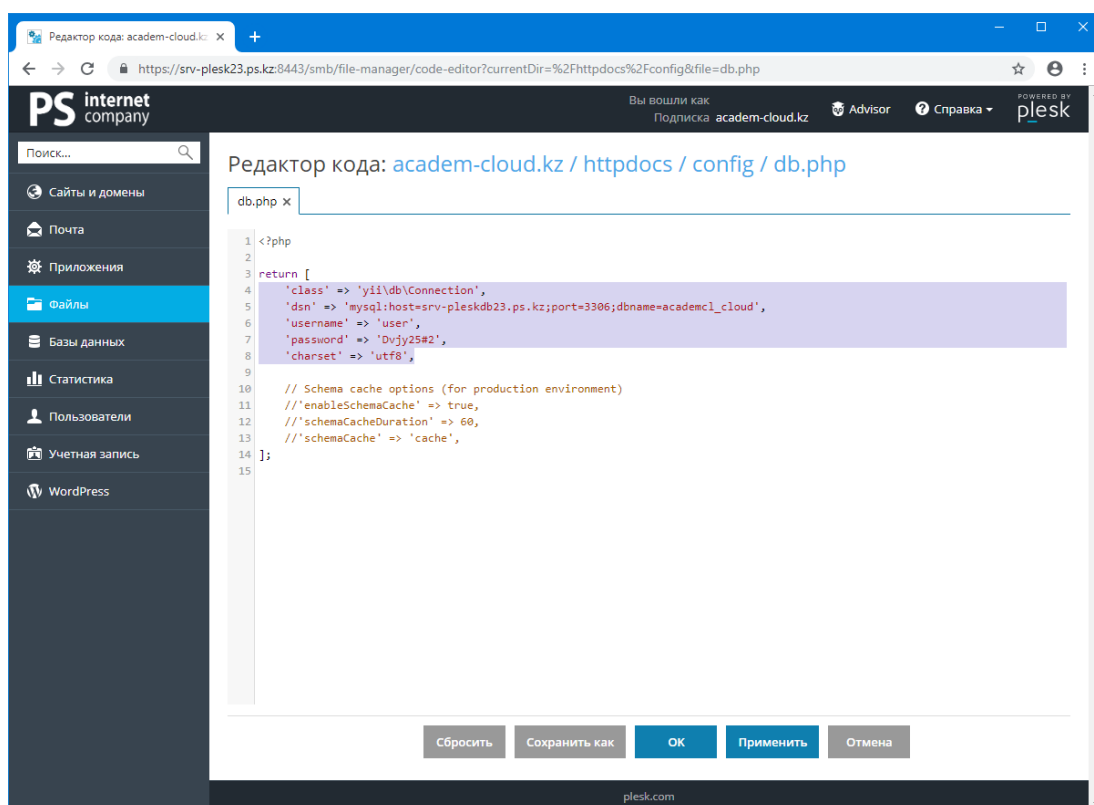 Редактор кода: academ-cloud.k
https://srv-plesk23.ps.kz:8443/smb/file-manager/code-editor?currentDir=%2Fhttpdocs%2Fconfig&file=db.php
PS internet company
Вы вошли как
Подписка academ-cloud.kz
Advisor
Справка
POWERED BY
plesk
Поиск...
Сайты и домены
Почта
Приложения
Файлы
Базы данных
Статистика
Пользователи
Учетная запись
WordPress
Редактор кода: academ-cloud.kz / httpdocs / config / db.php
db.php
1 <?php
2
3 return [
4 'class' => 'yii\db\Connection',
5 'dsn' => 'mysql:host=srv-pleskdb23.ps.kz;port=3306;dbname=academcl_cloud',
6 'username' => 'user',
7 'password' => 'Dvjy25#2',
8 'charset' => 'utf8',
9
10 // Schema cache options (for production environment)
11 //'enableSchemaCache' => true,
12 //'schemaCacheDuration' => 60,
13 //'schemaCache' => 'cache',
14 ];
15
Сбросить
Сохранить как
ОК
Применить
Отмена
plesk.com